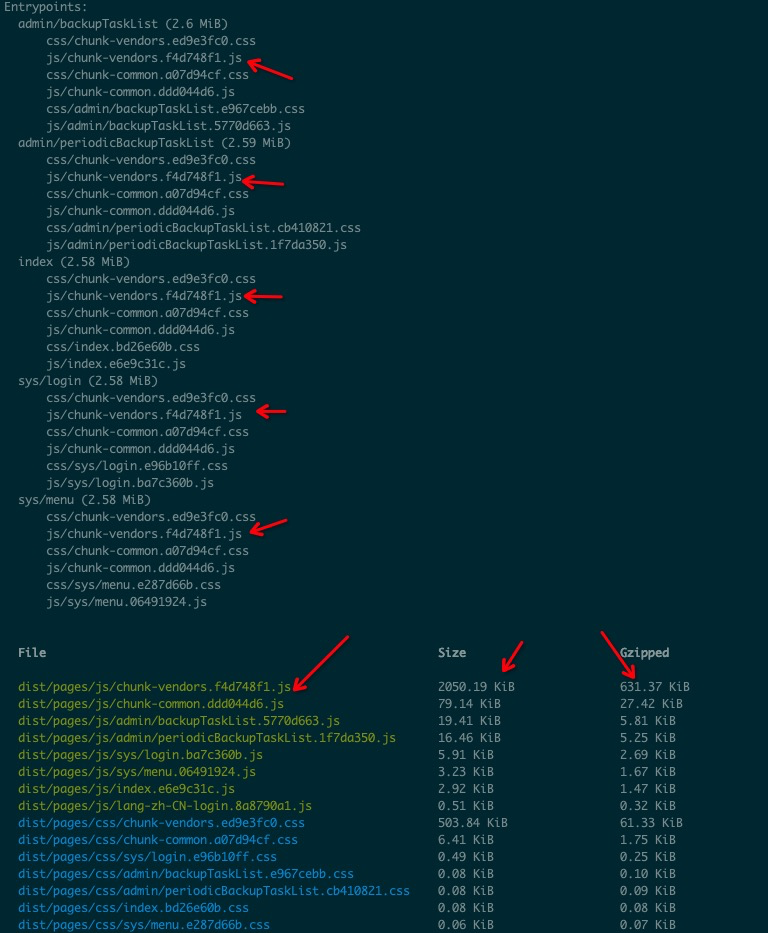 Entrypoints:
admin/backupTaskList (2.6 MiB)
css/chunk-vendors.ed9e3fc0.css
js/chunk-vendors.f4d748f1.js
css/chunk-common.a07d94cf.css
js/chunk-common.ddd044d6.js
css/admin/backupTaskList.e967cebb.css
js/admin/backupTaskList.5770d663.js
admin/periodicBackupTaskList (2.59 MiB)
css/chunk-vendors.ed9e3fc0.css
js/chunk-vendors.f4d748f1.js
css/chunk-common.a07d94cf.css
js/chunk-common.ddd044d6.js
css/admin/periodicBackupTaskList.cb410821.css
js/admin/periodicBackupTaskList.1f7da350.js
index (2.58 MiB)
css/chunk-vendors.ed9e3fc0.css
js/chunk-vendors.f4d748f1.js
css/chunk-common.a07d94cf.css
js/chunk-common.ddd044d6.js
css/index.bd26e60b.css
js/index.e6e9c31c.js
sys/login (2.58 MiB)
css/chunk-vendors.ed9e3fc0.css
js/chunk-vendors.f4d748f1.js
css/chunk-common.a07d94cf.css
js/chunk-common.ddd044d6.js
css/sys/login.e96b10ff.css
js/sys/login.ba7c360b.js
sys/menu (2.58 MiB)
css/chunk-vendors.ed9e3fc0.css
js/chunk-vendors.f4d748f1.js
css/chunk-common.a07d94cf.css
js/chunk-common.ddd044d6.js
css/sys/menu.e287d66b.css
js/sys/menu.06491924.js
File Size Gzipped
dist/pages/js/chunk-vendors.f4d748f1.js 2050.19 KiB 631.37 KiB
dist/pages/js/chunk-common.ddd044d6.js 79.14 KiB 27.42 KiB
dist/pages/js/admin/backupTaskList.5770d663.js 19.41 KiB 5.81 KiB
dist/pages/js/admin/periodicBackupTaskList.1f7da350.js 16.46 KiB 5.25 KiB
dist/pages/js/sys/login.ba7c360b.js 5.91 KiB 2.69 KiB
dist/pages/js/sys/menu.06491924.js 3.23 KiB 1.67 KiB
dist/pages/js/index.e6e9c31c.js 2.92 KiB 1.47 KiB
dist/pages/js/lang-zh-CN-login.8a8790a1.js 0.51 KiB 0.32 KiB
dist/pages/css/chunk-vendors.ed9e3fc0.css 503.84 KiB 61.33 KiB
dist/pages/css/chunk-common.a07d94cf.css 6.41 KiB 1.75 KiB
dist/pages/css/sys/login.e96b10ff.css 0.49 KiB 0.25 KiB
dist/pages/css/admin/backupTaskList.e967cebb.css 0.08 KiB 0.10 KiB
dist/pages/css/admin/periodicBackupTaskList.cb410821.css 0.08 KiB 0.09 KiB
dist/pages/css/index.bd26e60b.css 0.08 KiB 0.08 KiB
dist/pages/css/sys/menu.e287d66b.css 0.06 KiB 0.07 KiB